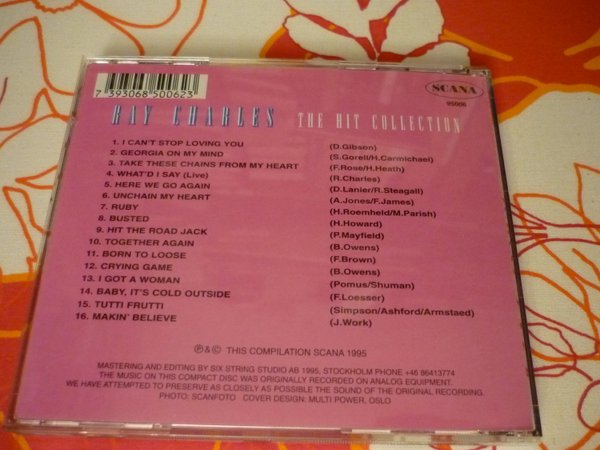 7 393068 500623
SCANA
95006
RAY CHARLES THE HIT COLLECTION
1. I CAN'T STOP LOVING YOU (D.Gibson)
2. GEORGIA ON MY MIND (S.Gorell/H.Carmichael)
3. TAKE THESE CHAINS FROM MY HEART (F.Rose/H.Heath)
4. WHAT'D I SAY (Live) (R.Charles)
5. HERE WE GO AGAIN (D.Lanier/R.Steagall)
6. UNCHAIN MY HEART (A.Jones/F.James)
7. RUBY (H.Roemheld/M.Parish)
8. BUSTED (H.Howard)
9. HIT THE ROAD JACK (P.Mayfield)
10. TOGETHER AGAIN (B.Owens)
11. BORN TO LOOSE (F.Brown)
12. CRYING GAME (B.Owens)
13. I GOT A WOMAN (Pomus/Shuman)
14. BABY, IT'S COLD OUTSIDE (F.Loesser)
15. TUTTI FRUTTI (Simpson/Ashford/Armstaed)
16. MAKIN' BELIEVE (J.Work)
℗&© THIS COMPILATION SCANA 1995
MASTERING AND EDITING BY SIX STRING STUDIO AB 1995, STOCKHOLM PHONE +46 86413774
THE MUSIC ON THIS COMPACT DISC WAS ORIGINALLY RECORDED ON ANALOG EQUIPMENT.
WE HAVE ATTEMPTED TO PRESERVE AS CLOSELY AS POSSIBLE THE SOUND OF THE ORIGINAL RECORDING.
PHOTO: SCANFOTO COVER DESIGN: MULTI POWER, OSLO